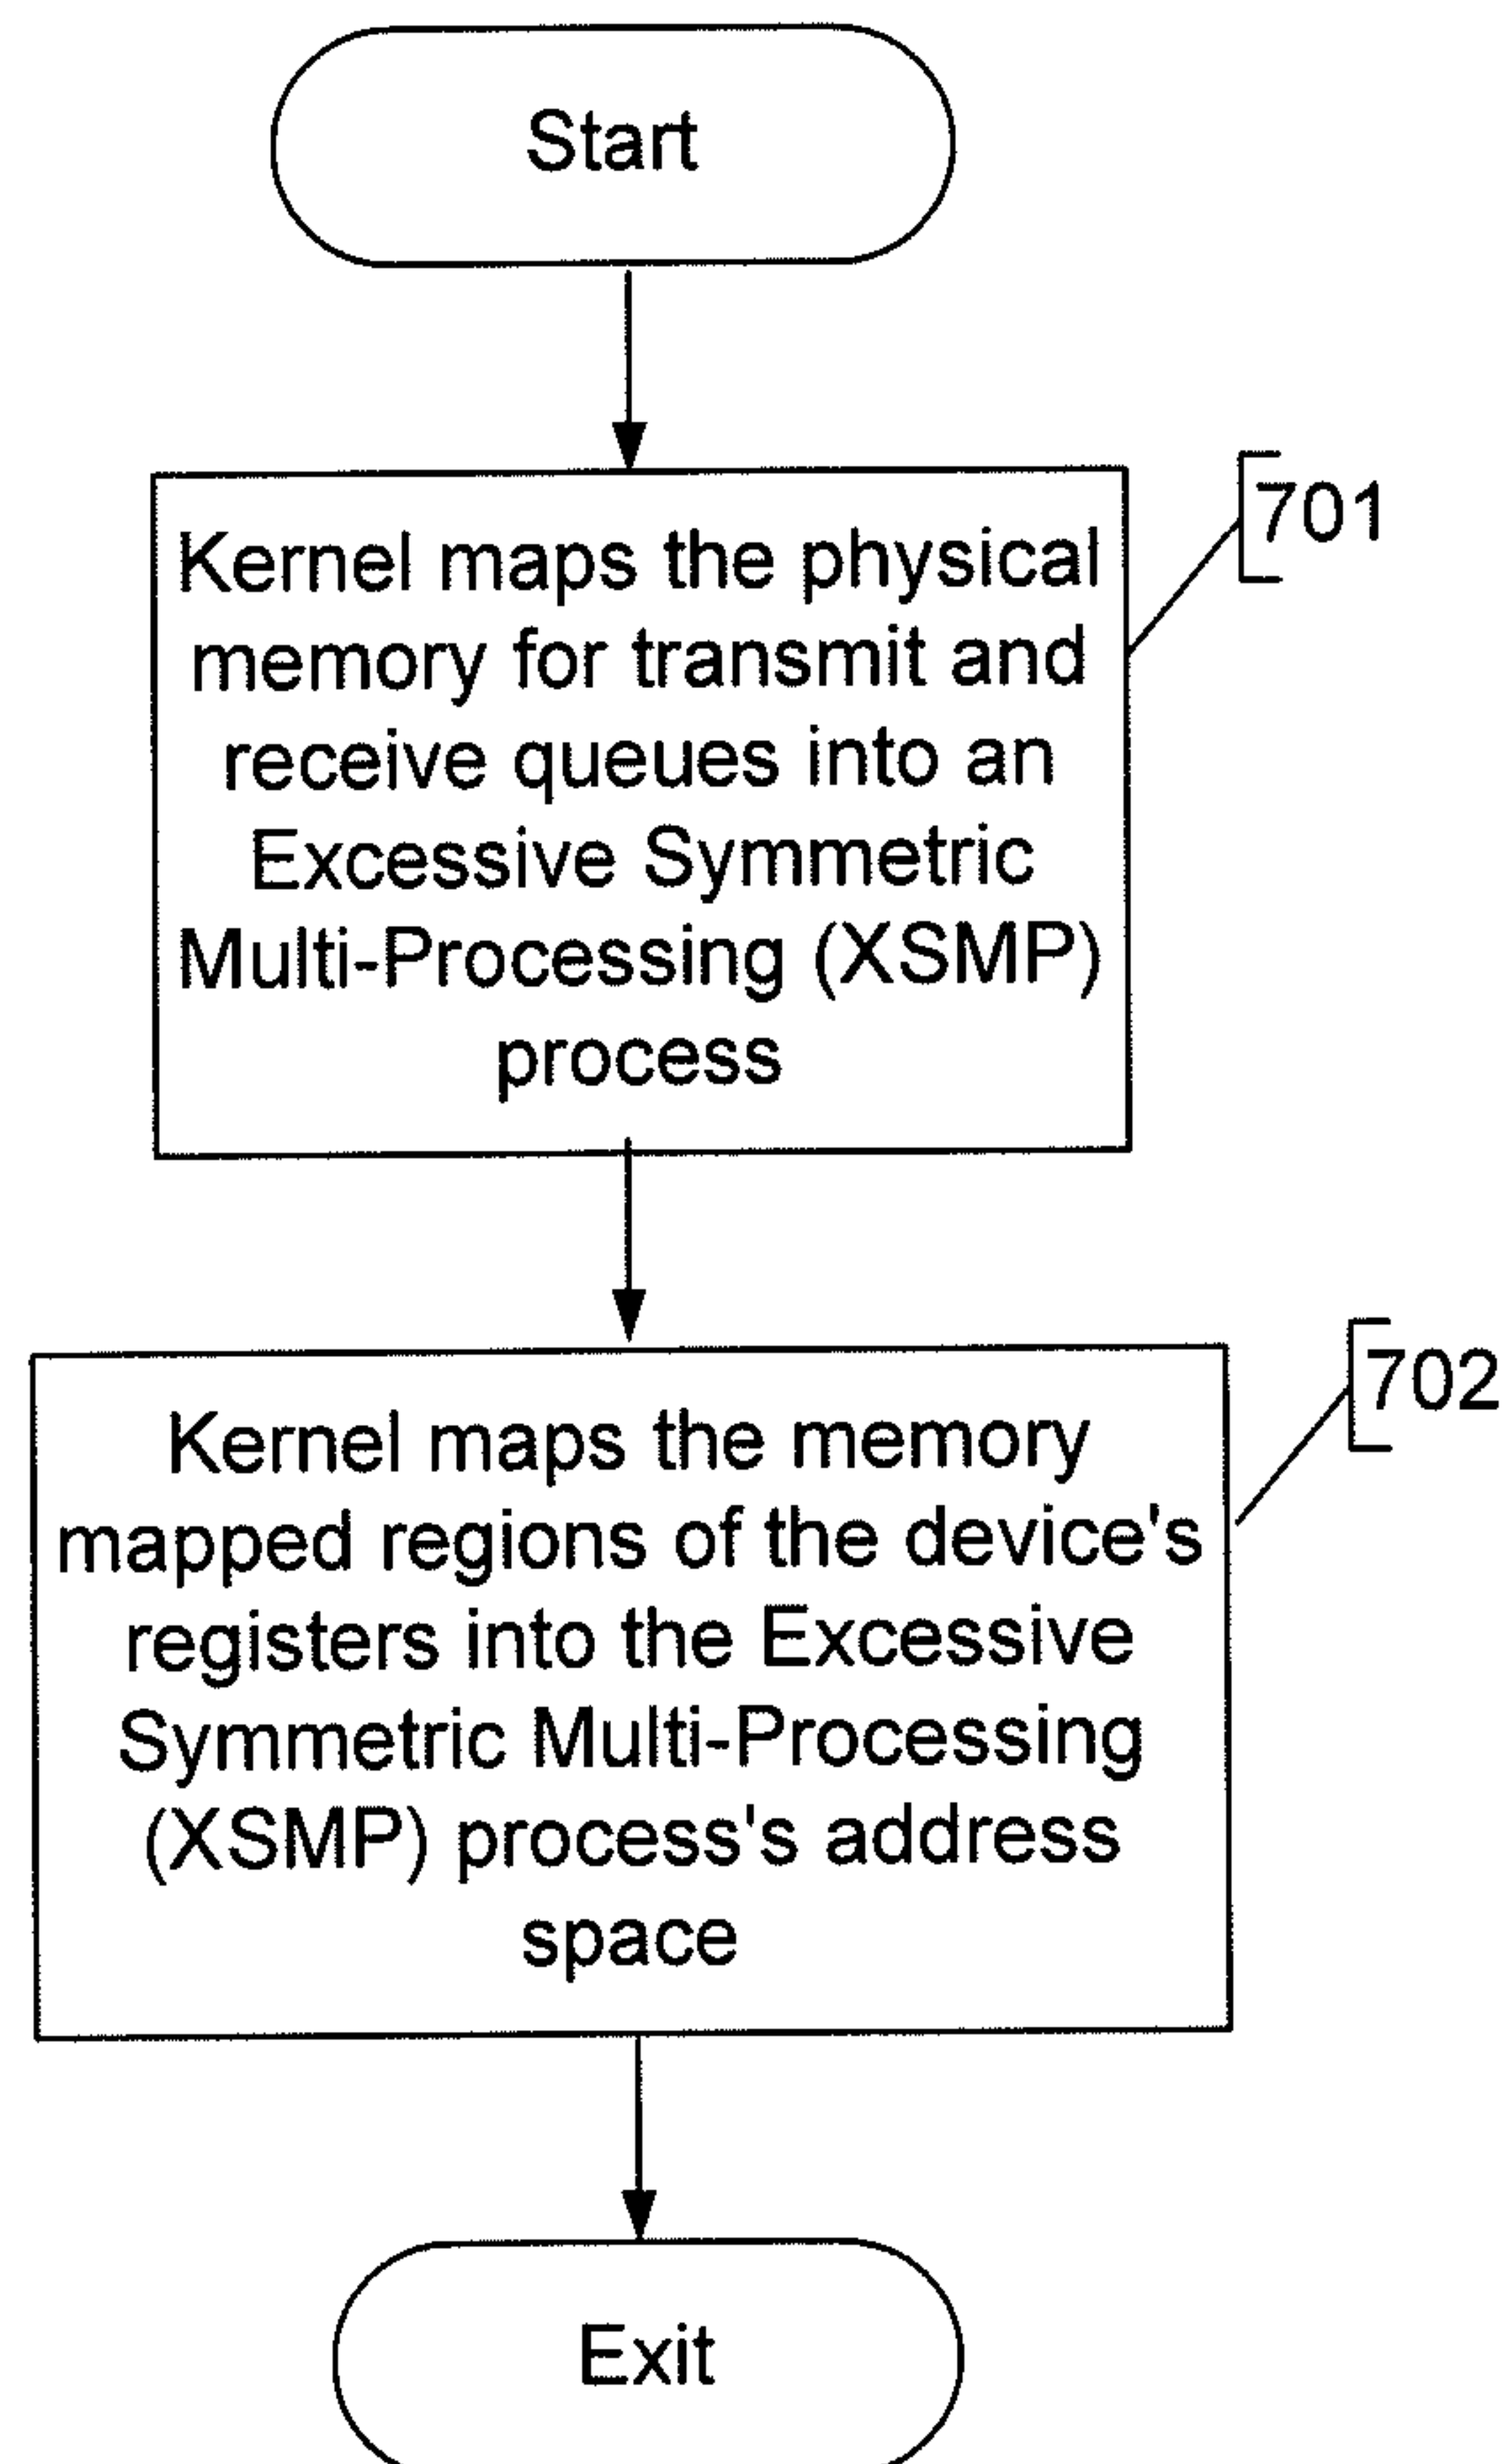 Start
701
Kernel maps the physical
memory for transmit and
receive queues into an
Excessive Symmetric
Multi-Processing (XSMP)
process
702
Kernel maps the memory
mapped regions of the device's
registers into the Excessive
Symmetric Multi-Processing
(XSMP) process's address
space
Exit